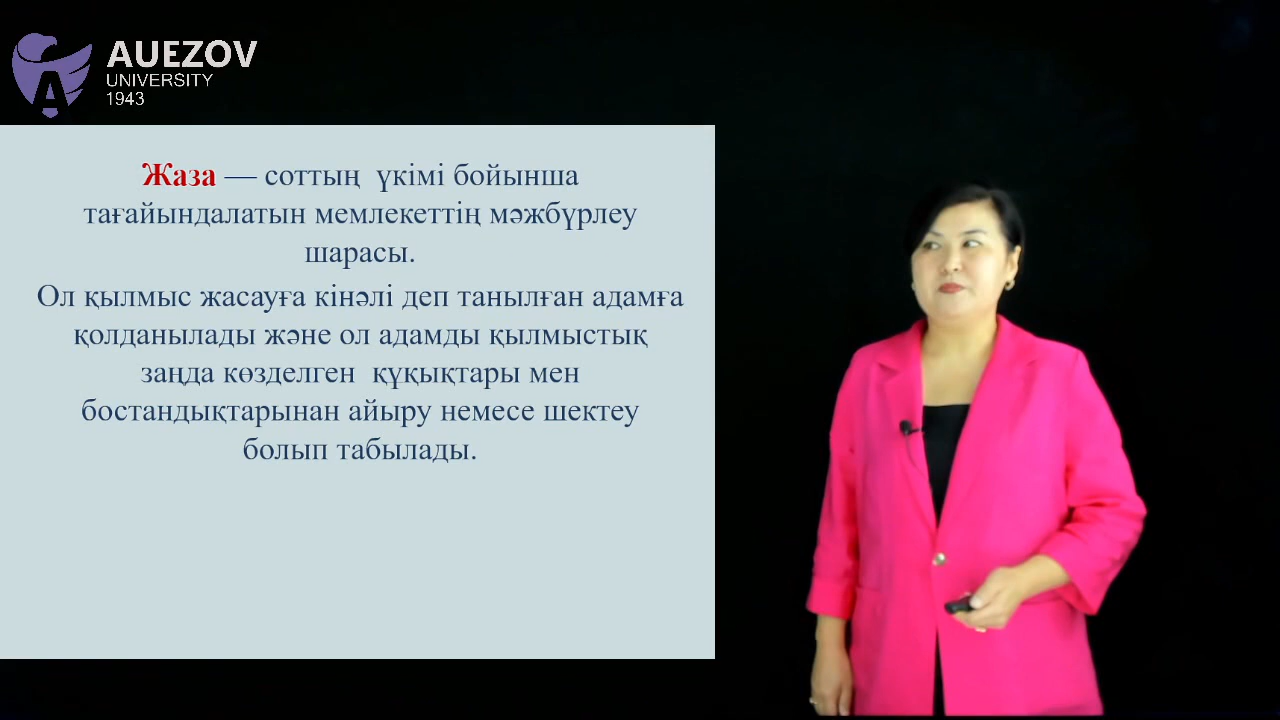 AUEZOV
UNIVERSITY
1943
Жаза — соттың үкімі бойынша
тағайындалатын мемлекеттің мәжбүрлеу
шарасы.
Ол қылмыс жасауға кінәлі деп танылған адамға
қолданылады және ол адамды қылмыстық
заңда көзделген құқықтары мен
бостандықтарынан айыру немесе шектеу
болып табылады.